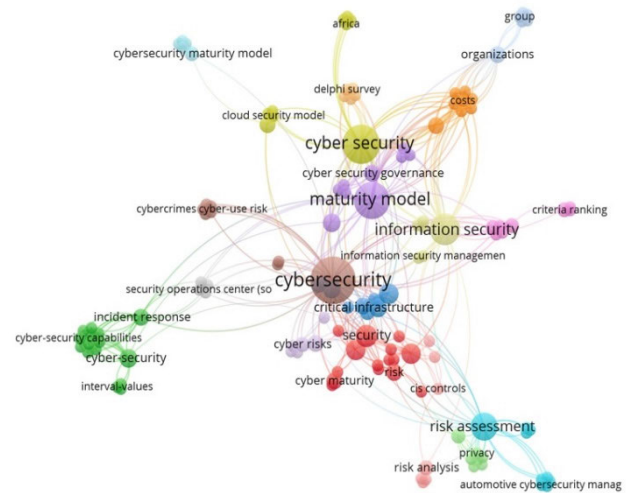 group
africa
cybersecurity maturity model
organizations
delphi survey
costs
cloud security model
cyber security
cyber security governance
maturity model
cybercrimes cyber-use risk
criteria ranking
information security
information security managemen
cybersecurity
security operations center (so
critical infrastructure
incident response
cyber-security capabilities
security
cyber risks
cyber-security
risk
cyber maturity
interval-values
cis controls
risk assessment
privacy
risk analysis
automotive cybersecurity manag